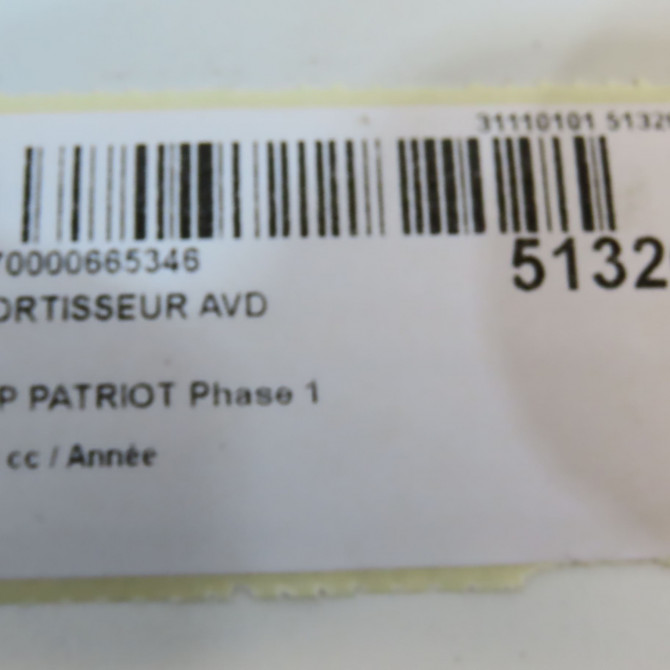 31110101 5132
70000665346
5132
ORTISSEUR AVD
P PATRIOT Phase 1
cc / Année